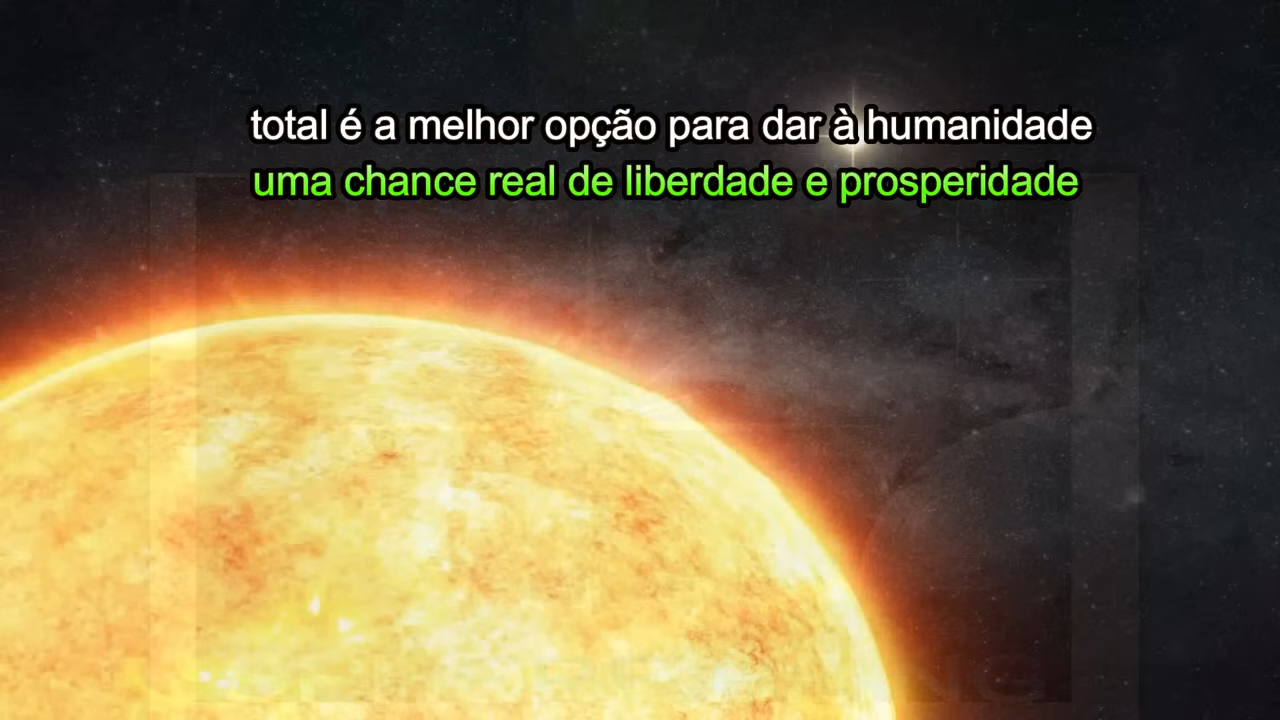 total é a melhor opção para dar à humanidade
uma chance real de liberdade e prosperidade